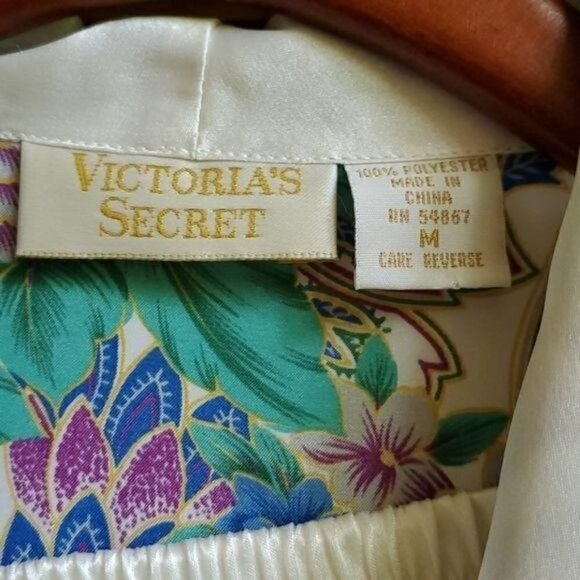 VICTORIA'S
SECRET
100% POLYESTER
MADE IN
CHINA
RN 54867
M
CARE REVERSE